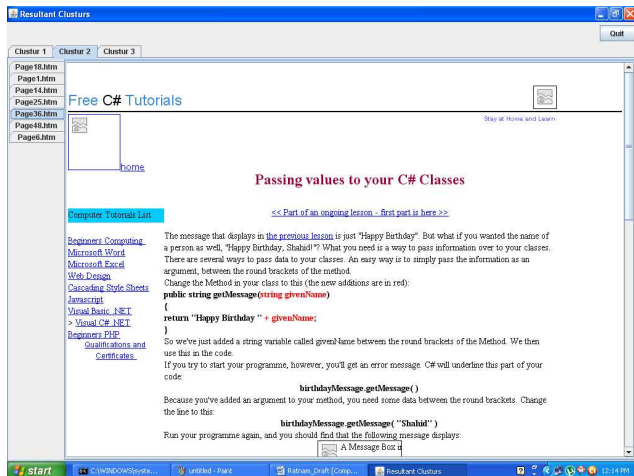 Resultant Clusturs
Quit
Clustur 1 Clustur 2 Clustur 3
Page18.htm
Page1.htm
Page14.htm
Page25.htm
Page36.htm
Page48.htm
Page6.htm
Free C# Tutorials
Stay at Home and Learn
home
Passing values to your C# Classes
Computer Tutorials List
<< Part of an ongoing lesson - first part is here >>
Beginners Computing
Microsoft Word
Microsoft Excel
Web Design
Cascading Style Sheets
Javascript
Visual Basic .NET
> Visual C# .NET
Beginners PHP
Qualifications and
Certificates
The message that displays in the previous lesson is just "Happy Birthday". But what if you wanted the name of
a person as well, "Happy Birthday, Shahid!"? What you need is a way to pass information over to your classes.
There are several ways to pass data to your classes. An easy way is to simply pass the information as an
argument, between the round brackets of the method.
Change the Method in your class to this (the new additions are in red):
public string getMessage(string givenName)
{
return "Happy Birthday " + givenName;
}
So we've just added a string variable called givenName between the round brackets of the Method. We then
use this in the code.
If you try to start your programme, however, you'll get an error message. C# will underline this part of your
code:
birthdayMessage.getMessage( )
Because you've added an argument to your method, you need some data between the round brackets. Change
the line to this:
birthdayMessage.getMessage( "Shahid" )
Run your programme again, and you should find that the following message displays:
A Message Box i
start C:\WINDOWS\syste... untitled - Paint Ratnam_Draft [Comp... Resultant Clusturs 12:14 PM